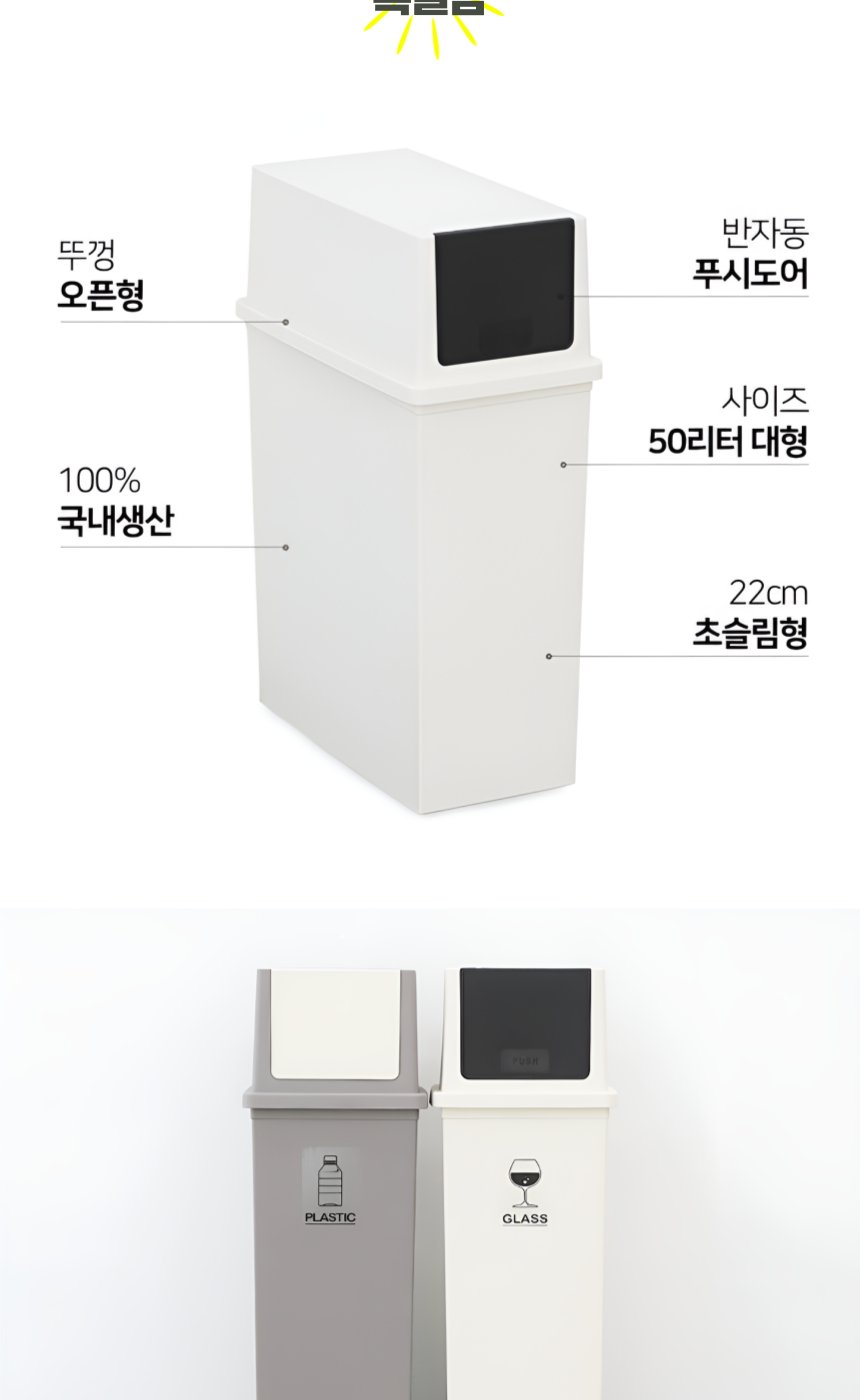 뚜껑
오픈형
반자동
푸시도어
사이즈
50리터 대형
100%
국내생산
22cm
초슬림형
PUSH
PLASTIC
GLASS